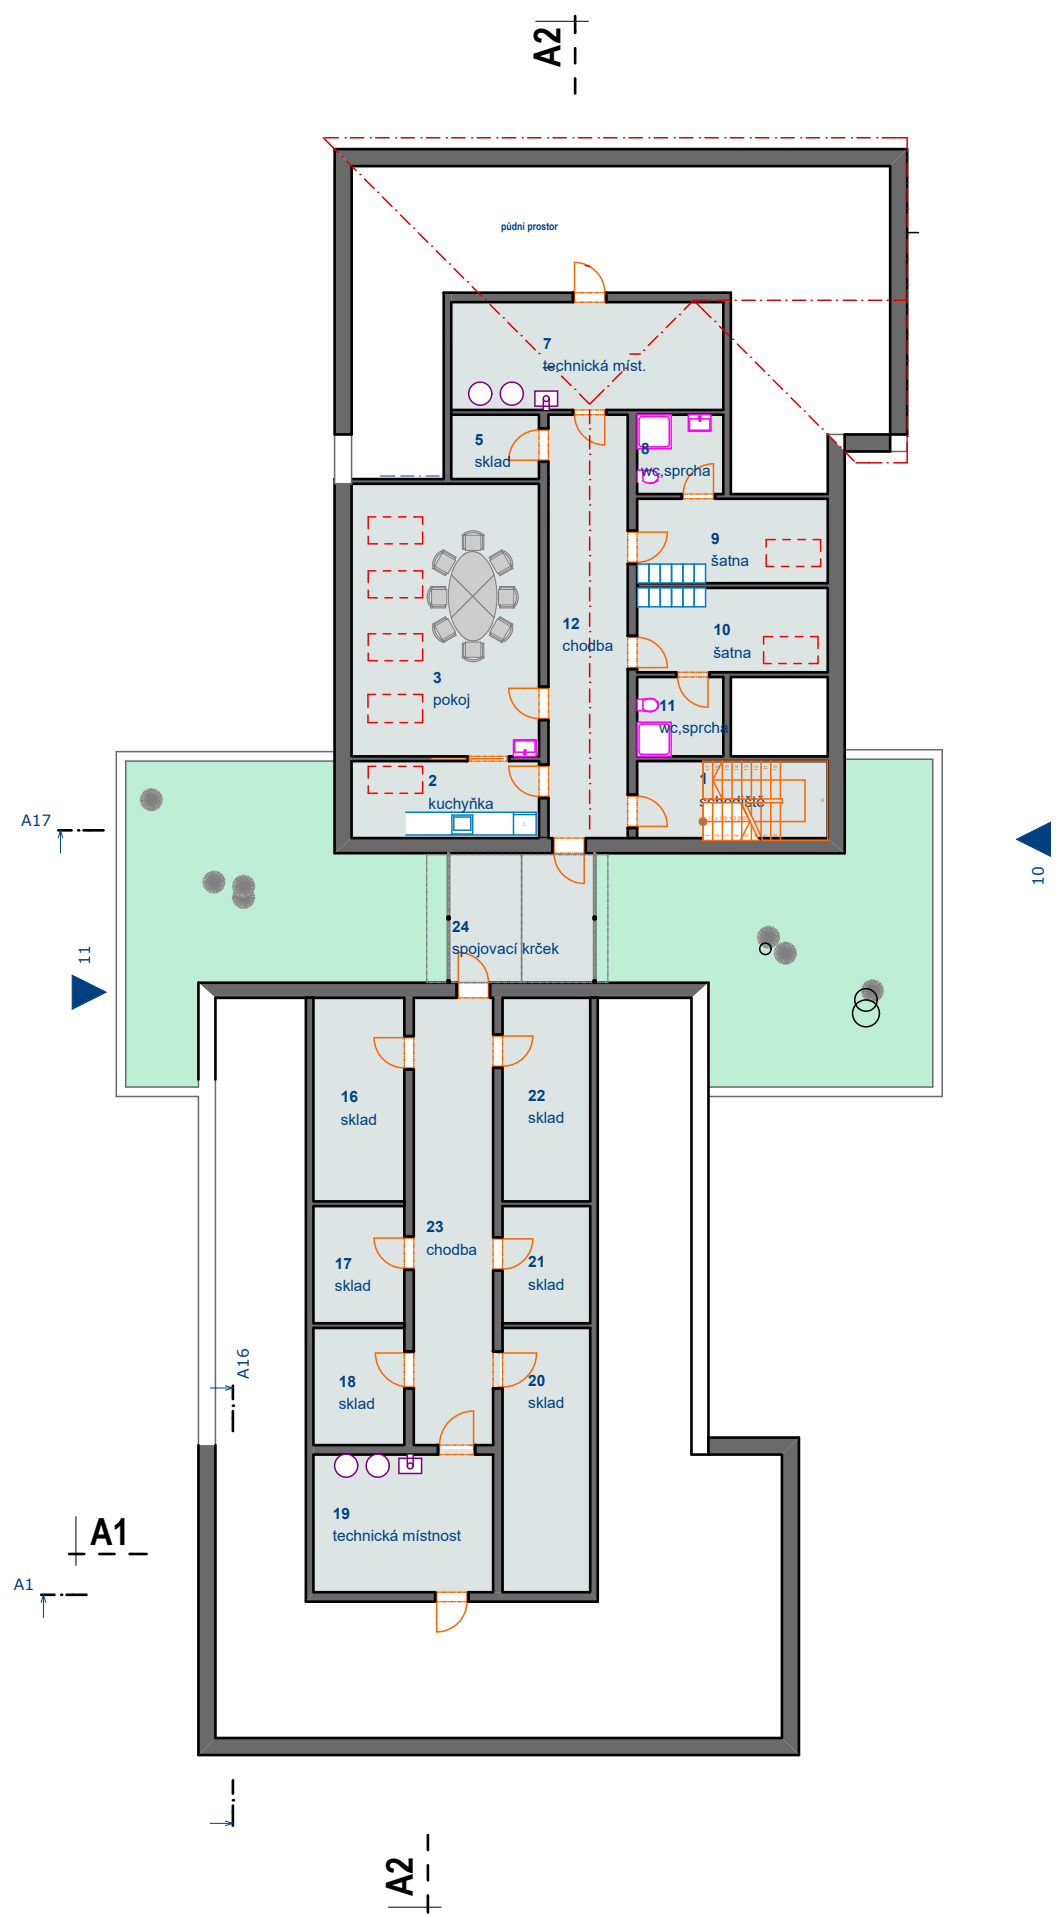 A2
půdní prostor
7
technická míst.
5
sklad
8
wc,sprcha
9
šatna
12
chodba
10
šatna
3
pokoj
11
wc,sprcha
2
kuchyňka
1
schodiště
A17
10
11
24
spojovací krček
16
sklad
22
sklad
23
chodba
17
sklad
21
sklad
A16
18
sklad
20
sklad
19
technická místnost
A1
A1
A2